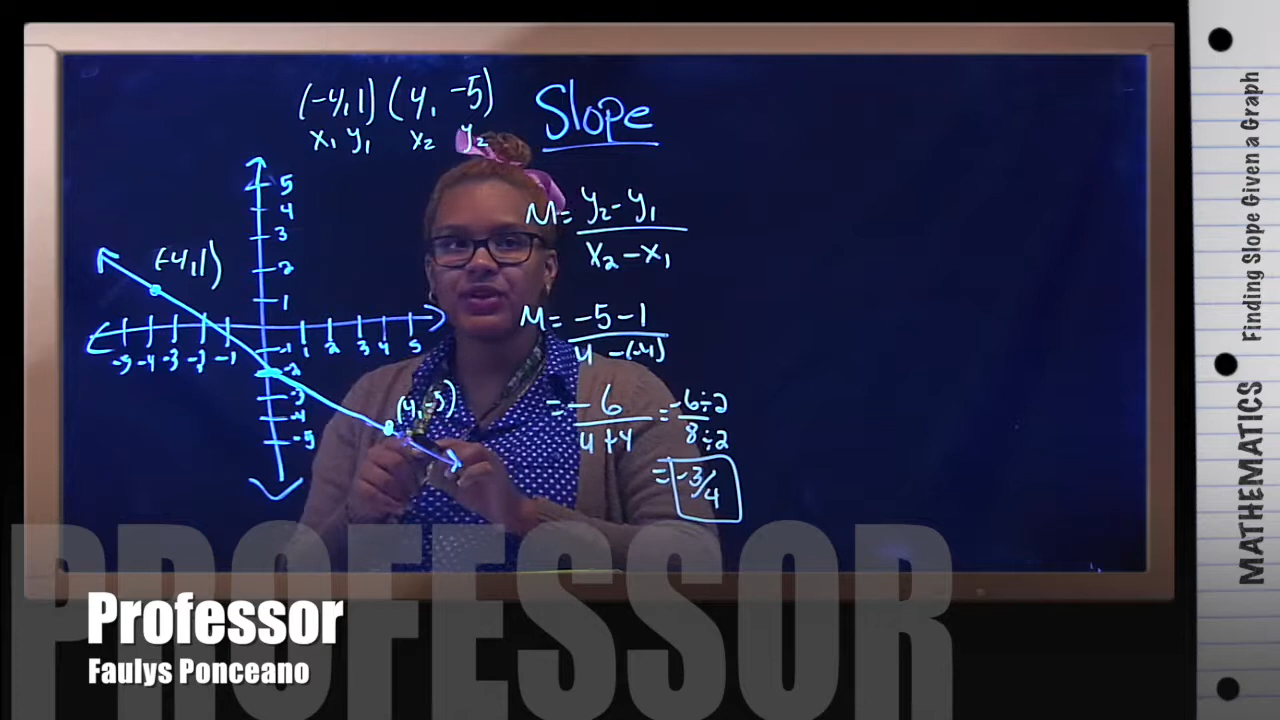 (-4,1) (4, -5)
x₁ y₁ x₂ y₂
Slope
5
4
3
2
1
-1
-2
-3
-4
-5
-5 -4 -3 -2 -1 1 2 3 4 5
(-4,1)
(4, -5)
M = y₂ - y₁
x₂ - x₁
M = -5 - 1
4 - (-4)
= - 6
4 + 4
= -6 ÷ 2
8 ÷ 2
= -3/4
PROFESSOR
Professor
Faulys Ponceano
MATHEMATICS Finding Slope Given a Graph